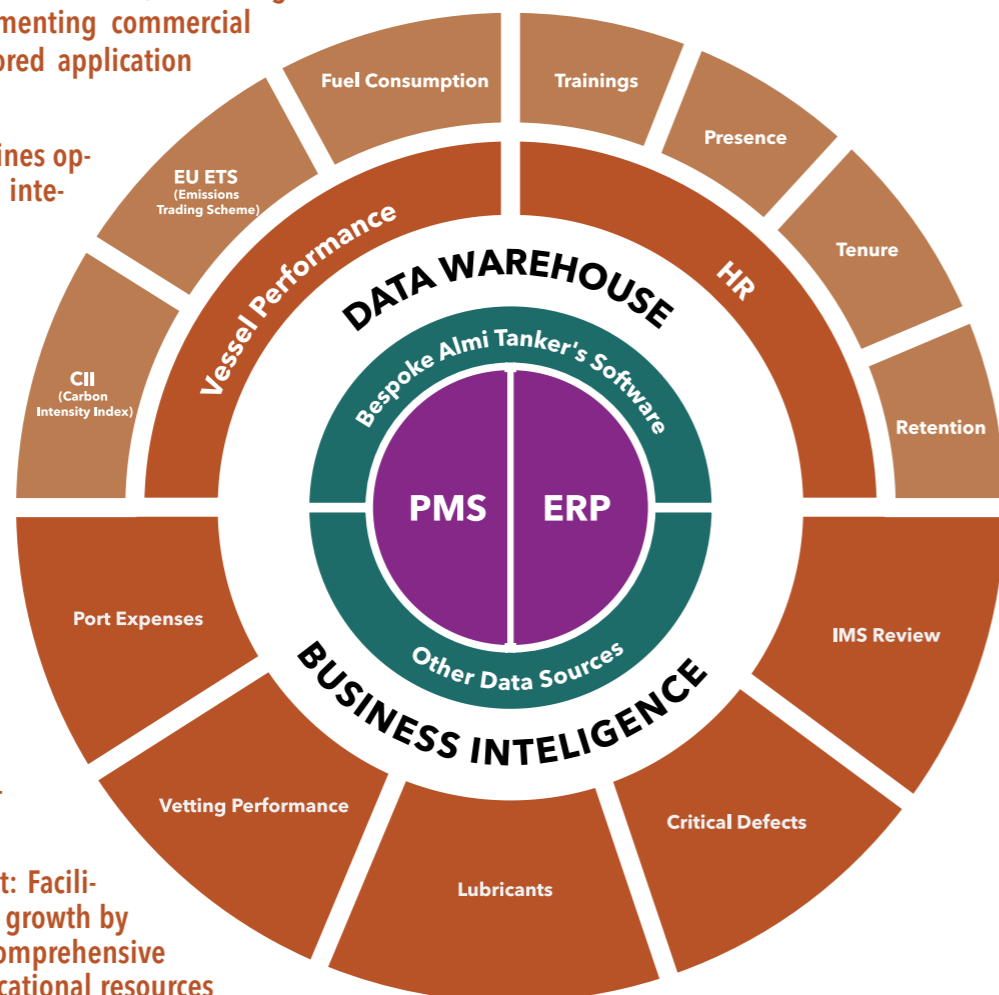 menting commercial
ored application
ines op-
inte-
t: Facili-
growth by
omprehensive
cational resources
Fuel Consumption
Trainings
Presence
EU ETS
(Emissions
Trading Scheme)
Tenure
CII
(Carbon
Intensity Index)
Retention
Vessel Performance
HR
DATA WAREHOUSE
Bespoke Almi Tanker's Software
PMS
ERP
Other Data Sources
BUSINESS INTELIGENCE
Port Expenses
IMS Review
Vetting Performance
Critical Defects
Lubricants